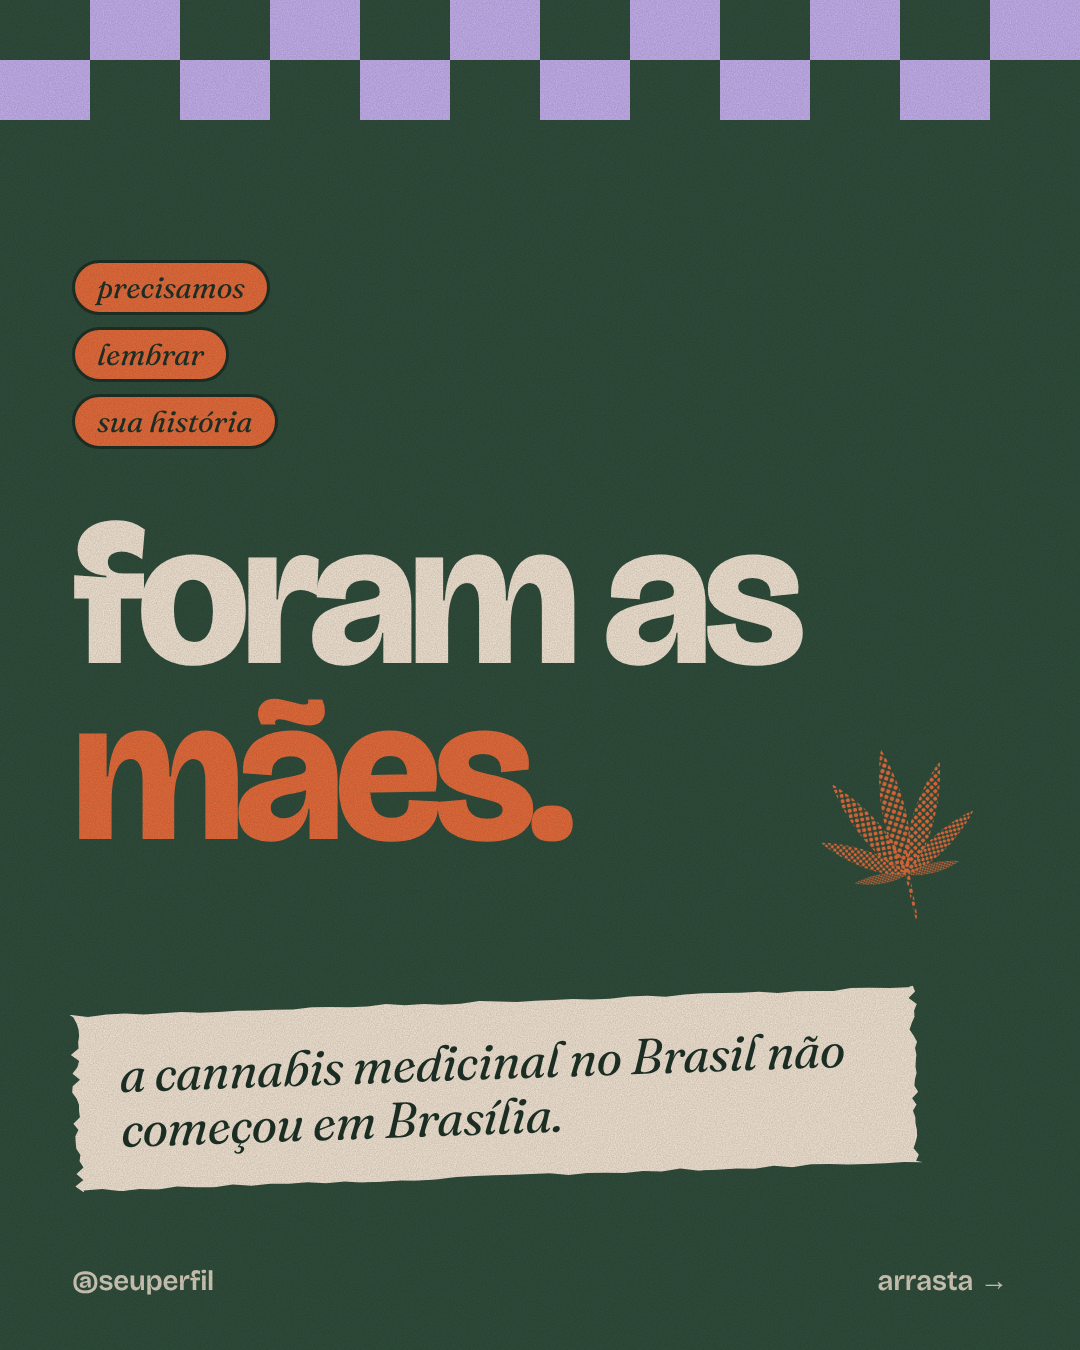 precisamos
lembrar
sua história
foram as
mães.
a cannabis medicinal no Brasil não
começou em Brasília.
@seuperfil
arrasta →